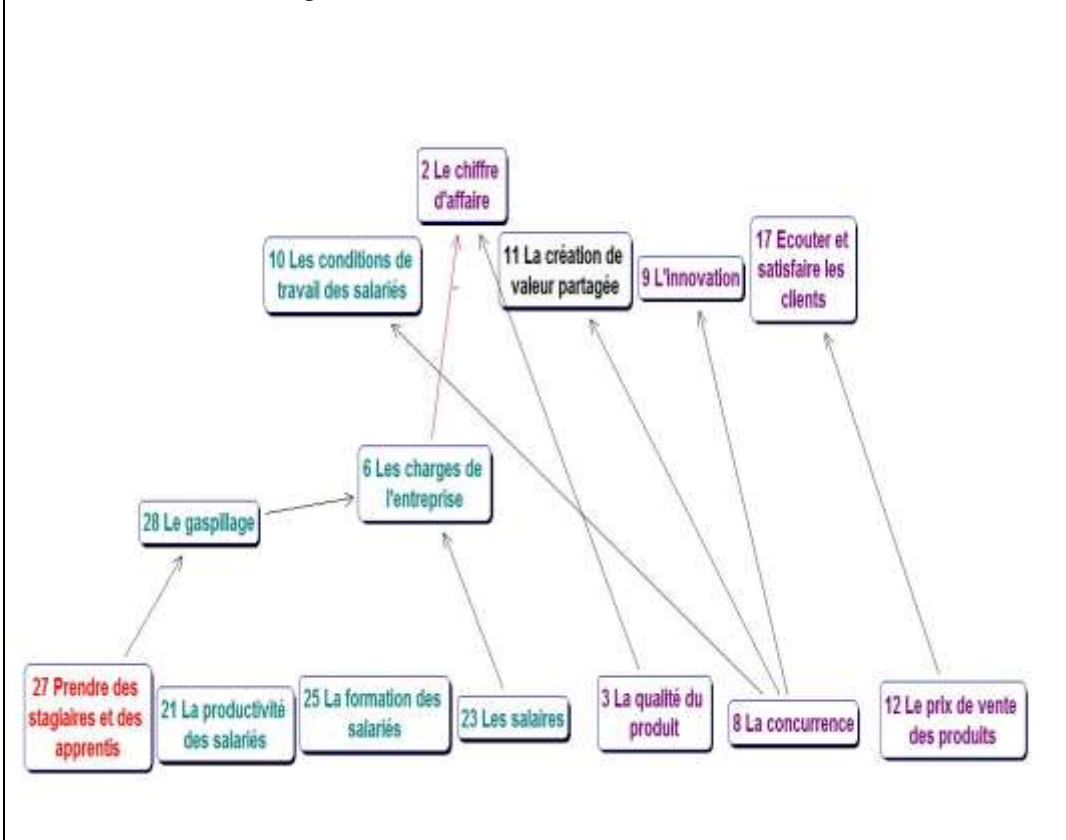 2 Le chiffre
d'affaire
10 Les conditions de
travail des salariés
11 La création de
valeur partagée
9 L'innovation
17 Ecouter et
satisfaire les
clients
6 Les charges de
l'entreprise
28 Le gaspillage
27 Prendre des
stagiaires et des
apprentis
21 La productivité
des salariés
25 La formation des
salariés
23 Les salaires
3 La qualité du
produit
8 La concurrence
12 Le prix de vente
des produits